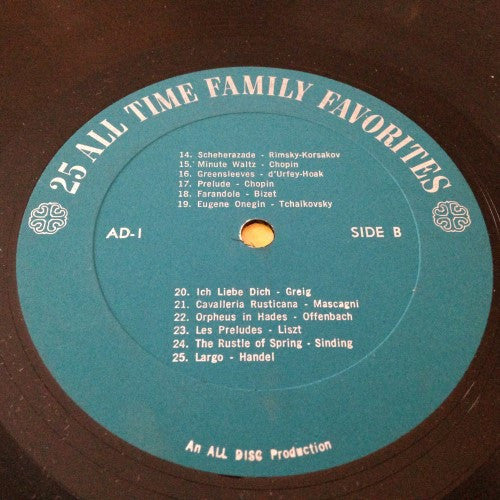 25 ALL TIME FAMILY FAVORITES
14. Scheherazade - Rimsky-Korsakov
15. Minute Waltz - Chopin
16. Greensleeves - d'Urfey-Hoak
17. Prelude - Chopin
18. Farandole - Bizet
19. Eugene Onegin - Tchaikovsky
AD-1
SIDE B
20. Ich Liebe Dich - Greig
21. Cavalleria Rusticana - Mascagni
22. Orpheus in Hades - Offenbach
23. Les Preludes - Liszt
24. The Rustle of Spring - Sinding
25. Largo - Handel
An ALL DISC Production